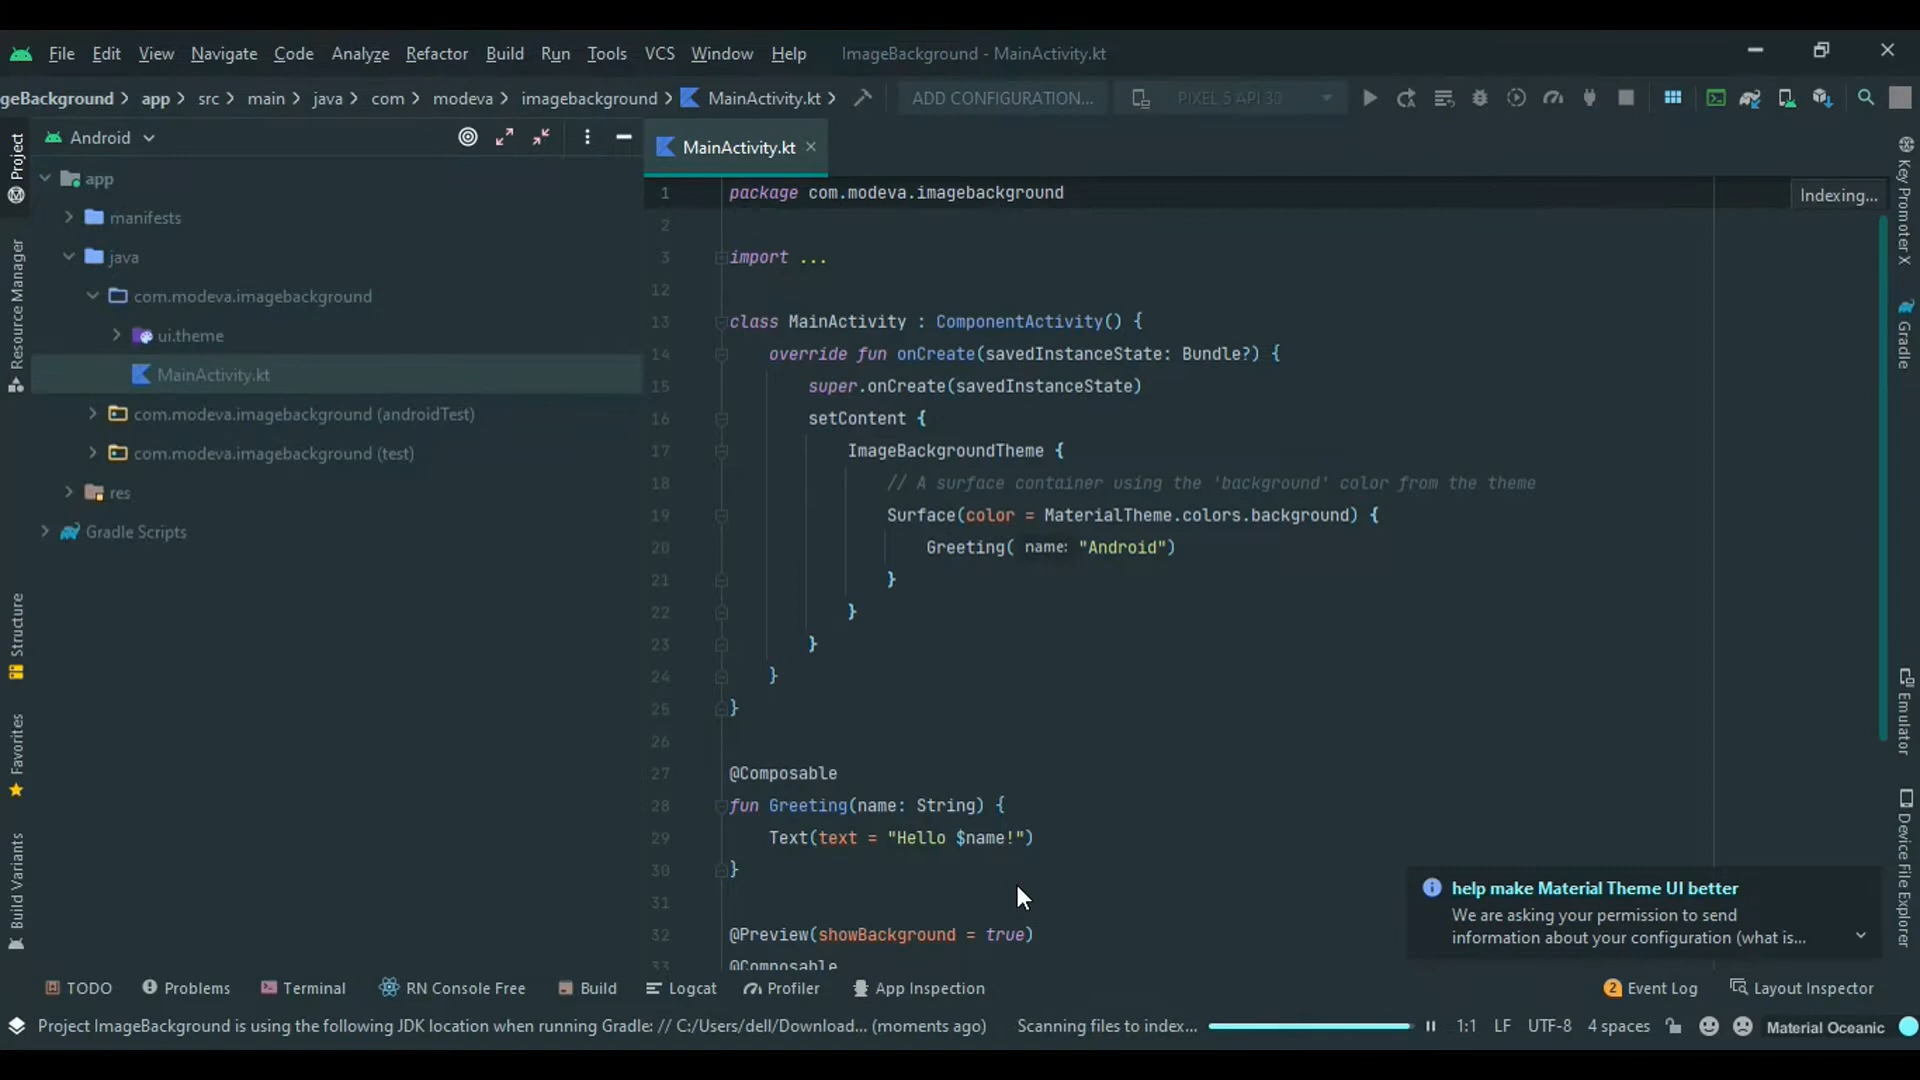 File Edit View Navigate Code Analyze Refactor Build Run Tools VCS Window Help ImageBackground - MainActivity.kt
geBackground app src main java com modeva imagebackground MainActivity.kt ADD CONFIGURATION... PIXEL 5 API 30
Android
MainActivity.kt
Project
Resource Manager
Structure
Favorites
Build Variants
app
manifests
java
com.modeva.imagebackground
ui.theme
MainActivity.kt
com.modeva.imagebackground (androidTest)
com.modeva.imagebackground (test)
res
Gradle Scripts
1 package com.modeva.imagebackground
2
3 import ...
12
13 class MainActivity : ComponentActivity() {
14 override fun onCreate(savedInstanceState: Bundle?) {
15 super.onCreate(savedInstanceState)
16 setContent {
17 ImageBackgroundTheme {
18 // A surface container using the 'background' color from the theme
19 Surface(color = MaterialTheme.colors.background) {
20 Greeting( name: "Android")
21 }
22 }
23 }
24 }
25 }
26
27 @Composable
28 fun Greeting(name: String) {
29 Text(text = "Hello $name!")
30 }
31
32 @Preview(showBackground = true)
33 @Composable
Indexing...
Key Promoter X
Gradle
Emulator
Device File Explorer
help make Material Theme UI better
We are asking your permission to send
information about your configuration (what is...
TODO Problems Terminal RN Console Free Build Logcat Profiler App Inspection 2 Event Log Layout Inspector
Project ImageBackground is using the following JDK location when running Gradle: // C:/Users/dell/Download... (moments ago) Scanning files to index... 1:1 LF UTF-8 4 spaces Material Oceanic